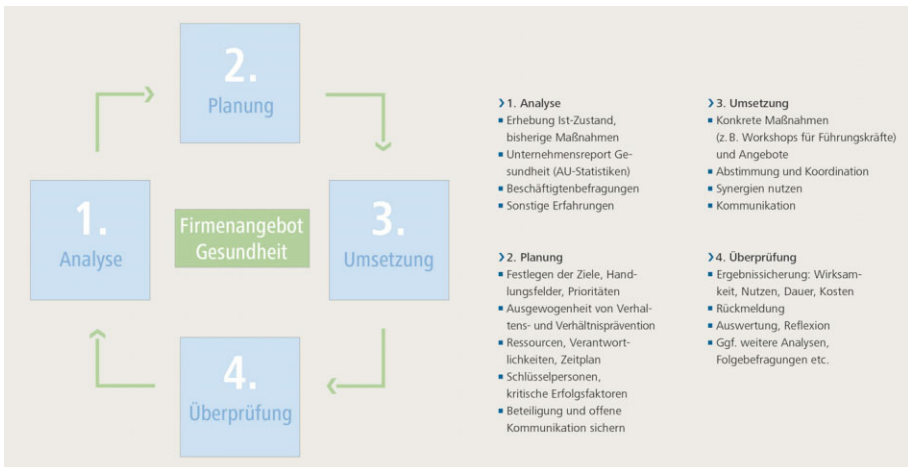 2.
Planung
1.
Analyse
Firmenangebot
Gesundheit
3.
Umsetzung
4.
Überprüfung
1. Analyse
Erhebung Ist-Zustand,
bisherige Maßnahmen
Unternehmensreport Ge-
sundheit (AU-Statistiken)
Beschäftigtenbefragungen
Sonstige Erfahrungen
2. Planung
Festlegen der Ziele, Hand-
lungsfelder, Prioritäten
Ausgewogenheit von Verhal-
tens- und Verhältnisprävention
Ressourcen, Verantwort-
lichkeiten, Zeitplan
Schlüsselpersonen,
kritische Erfolgsfaktoren
Beteiligung und offene
Kommunikation sichern
3. Umsetzung
Konkrete Maßnahmen
(z. B. Workshops für Führungskräfte)
und Angebote
Abstimmung und Koordination
Synergien nutzen
Kommunikation
4. Überprüfung
Ergebnissicherung: Wirksam-
keit, Nutzen, Dauer, Kosten
Rückmeldung
Auswertung, Reflexion
Ggf. weitere Analysen,
Folgebefragungen etc.